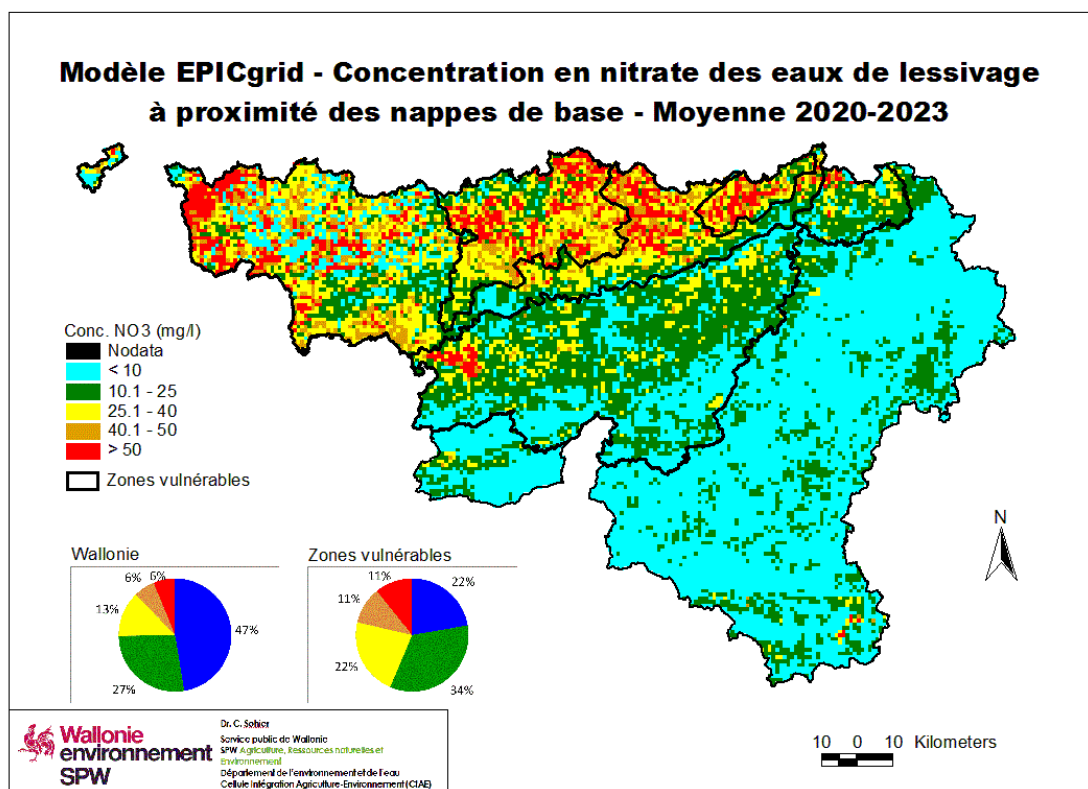 Modèle EPICgrid - Concentration en nitrate des eaux de lessivage
à proximité des nappes de base - Moyenne 2020-2023
Conc. NO3 (mg/l)
Nodata
< 10
10.1 - 25
25.1 - 40
40.1 - 50
> 50
Zones vulnérables
N
Wallonie
6%
6%
13%
47%
27%
Zones vulnérables
11%
22%
11%
22%
34%
Wallonie
environnement
SPW
Dr. C. Sohier
Service public de Wallonie
SPW Agriculture, Ressources naturelles et
Environnement
Département de l'environnement et de l'eau
Cellule Intégration Agriculture-Environnement (CIAE)
10 0 10 Kilometers